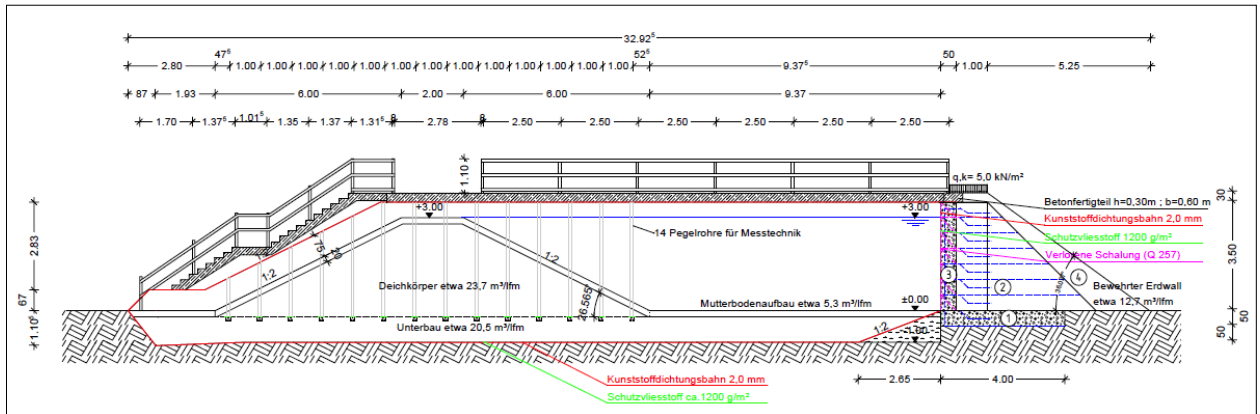 32.92⁵
47⁵ 52⁵ 50
2.80 1.00 1.00 1.00 1.00 1.00 1.00 1.00 1.00 1.00 1.00 1.00 1.00 1.00 9.37⁵ 1.00 5.25
87 1.93 6.00 2.00 6.00 9.37
1.70 1.37⁵ 1.01⁵ 1.35 1.37 1.31⁵ 8 2.78 8 2.50 2.50 2.50 2.50 2.50 2.50
1.10
q,k= 5,0 kN/m²
30
Betonfertigteil h=0,30m ; b=0,60 m
+3.00 +3.00
Kunststoffdichtungsbahn 2,0 mm
14 Pegelrohre für Messtechnik
Schutzvliesstoff 1200 g/m²
2.83
75
20
Verlorene Schalung (Q 257)
3.50
1:2 1:2 1:2
3 2 4
Deichkörper etwa 23,7 m³/lfm
Bewehrter Erdwall
26.565°
67
Mutterbodenaufbau etwa 5,3 m³/lfm
±0.00
etwa 12,7 m³/lfm
1
50
Unterbau etwa 20,5 m³/lfm
1:2
1.10⁵
50
Kunststoffdichtungsbahn 2,0 mm
2.65 4.00
Schutzvliesstoff ca.1200 g/m²